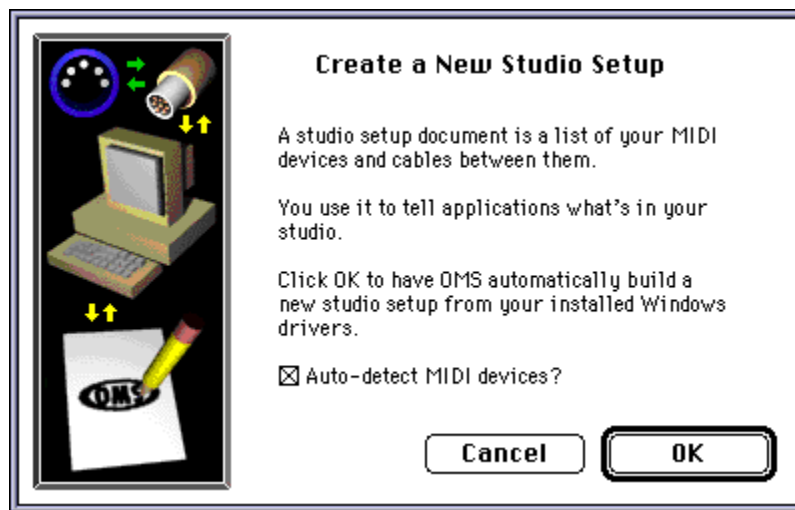 Create a New Studio Setup
A studio setup document is a list of your MIDI
devices and cables between them.
You use it to tell applications what's in your
studio.
Click OK to have OMS automatically build a
new studio setup from your installed Windows
drivers.
Auto-detect MIDI devices?
OMS
Cancel
OK